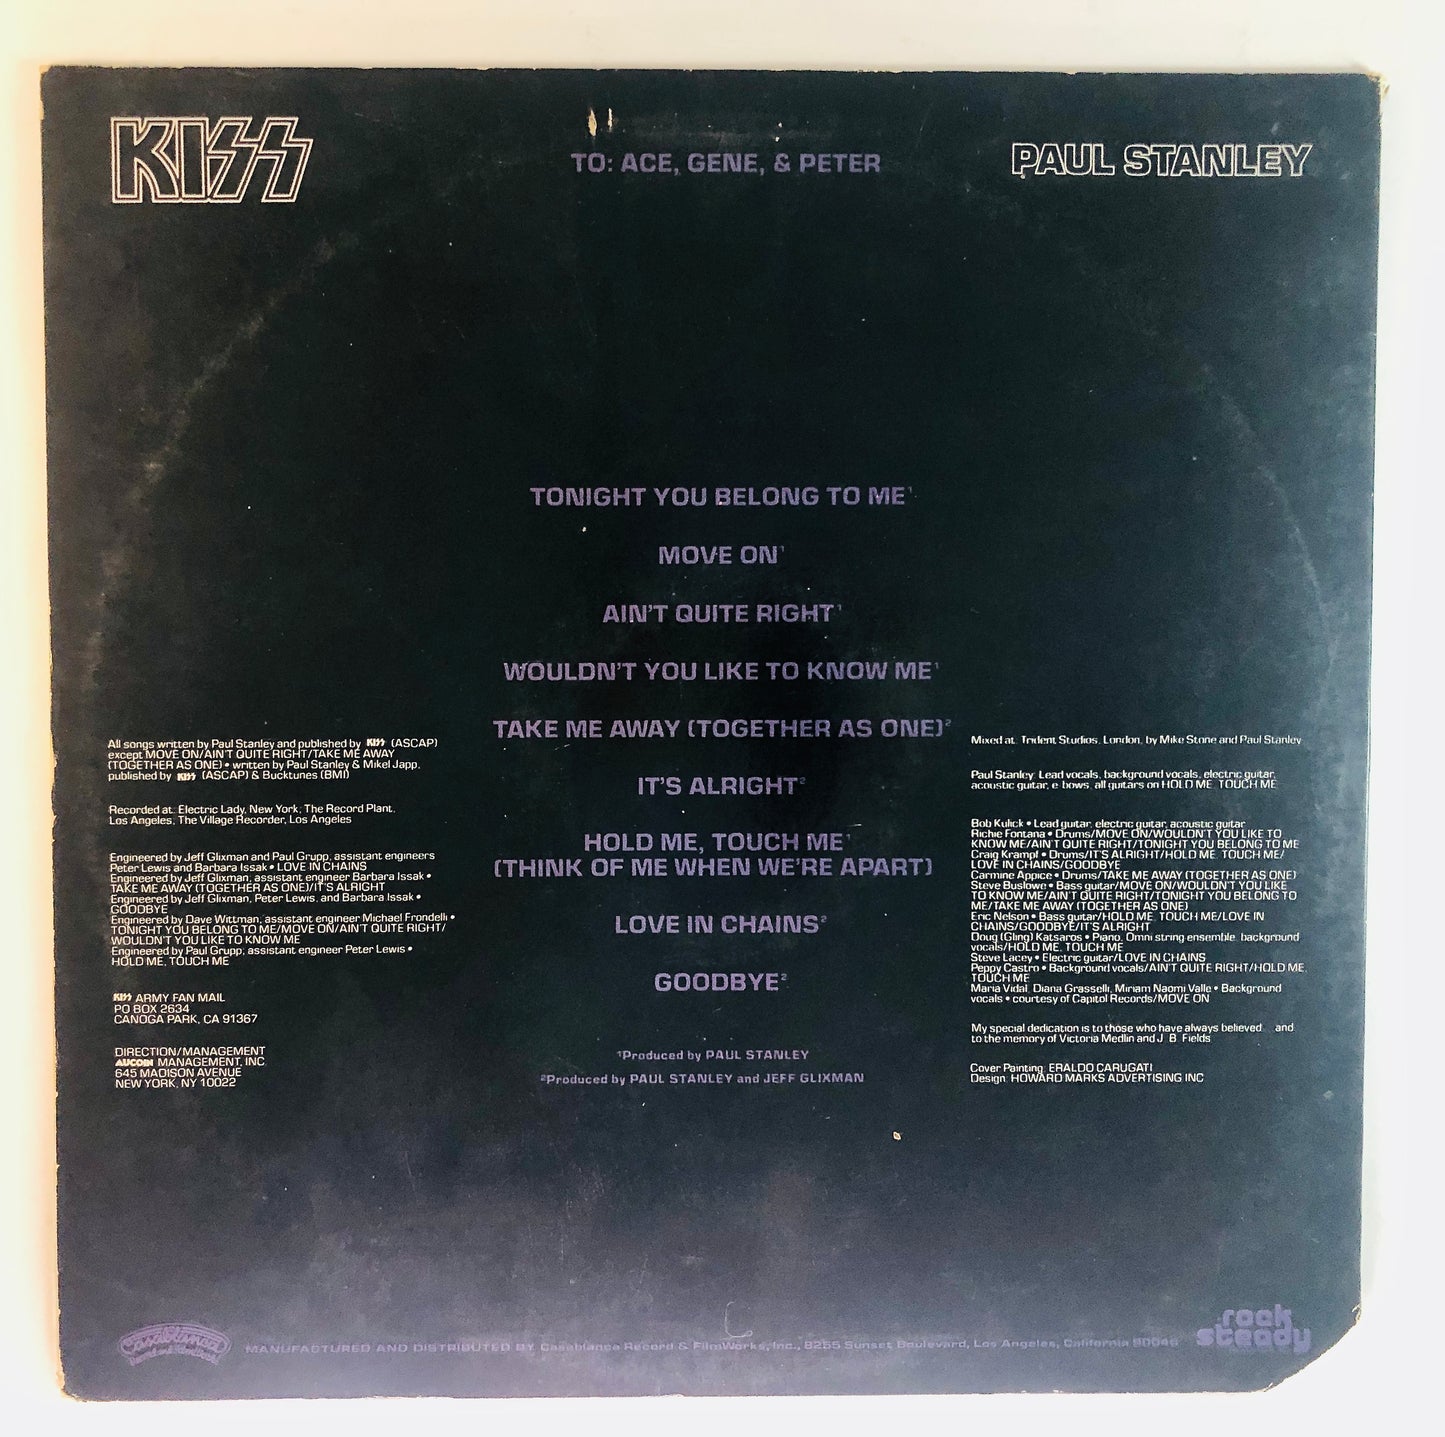 KISS
TO: ACE, GENE, & PETER
PAUL STANLEY
TONIGHT YOU BELONG TO ME¹
MOVE ON¹
AIN'T QUITE RIGHT¹
WOULDN'T YOU LIKE TO KNOW ME¹
TAKE ME AWAY (TOGETHER AS ONE)²
IT'S ALRIGHT²
HOLD ME, TOUCH ME¹
(THINK OF ME WHEN WE'RE APART)
LOVE IN CHAINS²
GOODBYE²
¹Produced by PAUL STANLEY
²Produced by PAUL STANLEY and JEFF GLIXMAN
All songs written by Paul Stanley and published by KISS (ASCAP)
except MOVE ON/AIN'T QUITE RIGHT/TAKE ME AWAY
(TOGETHER AS ONE) • written by Paul Stanley & Mikel Japp,
published by KISS (ASCAP) & Bucktunes (BMI)
Recorded at: Electric Lady, New York; The Record Plant,
Los Angeles; The Village Recorder, Los Angeles
Engineered by Jeff Glixman and Paul Grupp; assistant engineers
Peter Lewis and Barbara Issak • LOVE IN CHAINS
Engineered by Jeff Glixman, assistant engineer Barbara Issak •
TAKE ME AWAY (TOGETHER AS ONE)/IT'S ALRIGHT
Engineered by Jeff Glixman, Peter Lewis, and Barbara Issak •
GOODBYE
Engineered by Dave Wittman, assistant engineer Michael Frondelli •
TONIGHT YOU BELONG TO ME/MOVE ON/AIN'T QUITE RIGHT/
WOULDN'T YOU LIKE TO KNOW ME
Engineered by Paul Grupp; assistant engineer Peter Lewis •
HOLD ME, TOUCH ME
KISS ARMY FAN MAIL
PO BOX 2634
CANOGA PARK, CA 91367
DIRECTION/MANAGEMENT
AUCOIN MANAGEMENT, INC.
645 MADISON AVENUE
NEW YORK, NY 10022
Mixed at: Trident Studios, London, by Mike Stone and Paul Stanley
Paul Stanley: Lead vocals, background vocals, electric guitar,
acoustic guitar, e-bows, all guitars on HOLD ME, TOUCH ME
Bob Kulick • Lead guitar, electric guitar, acoustic guitar
Richie Fontana • Drums/MOVE ON/WOULDN'T YOU LIKE TO
KNOW ME/AIN'T QUITE RIGHT/TONIGHT YOU BELONG TO ME
Craig Krampf • Drums/IT'S ALRIGHT/HOLD ME, TOUCH ME/
LOVE IN CHAINS/GOODBYE
Carmine Appice • Drums/TAKE ME AWAY (TOGETHER AS ONE)
Steve Buslowe • Bass guitar/MOVE ON/WOULDN'T YOU LIKE
TO KNOW ME/AIN'T QUITE RIGHT/TONIGHT YOU BELONG TO
ME/TAKE ME AWAY (TOGETHER AS ONE)
Eric Nelson • Bass guitar/HOLD ME, TOUCH ME/LOVE IN
CHAINS/GOODBYE/IT'S ALRIGHT
Doug (Gling) Katsaros • Piano, Omni string ensemble, background
vocals/HOLD ME, TOUCH ME
Steve Lacey • Electric guitar/LOVE IN CHAINS
Peppy Castro • Background vocals/AIN'T QUITE RIGHT/HOLD ME,
TOUCH ME
Maria Vidal, Diana Grasselli, Miriam Naomi Valle • Background
vocals • courtesy of Capitol Records/MOVE ON
My special dedication is to those who have always believed and
to the memory of Victoria Medlin and J. B. Fields
Cover Painting: ERALDO CARUGATI
Design: HOWARD MARKS ADVERTISING INC
Casablanca
Record and FilmWorks
MANUFACTURED AND DISTRIBUTED BY Casablanca Record & FilmWorks, Inc., 8255 Sunset Boulevard, Los Angeles, California 90046
rock
steady